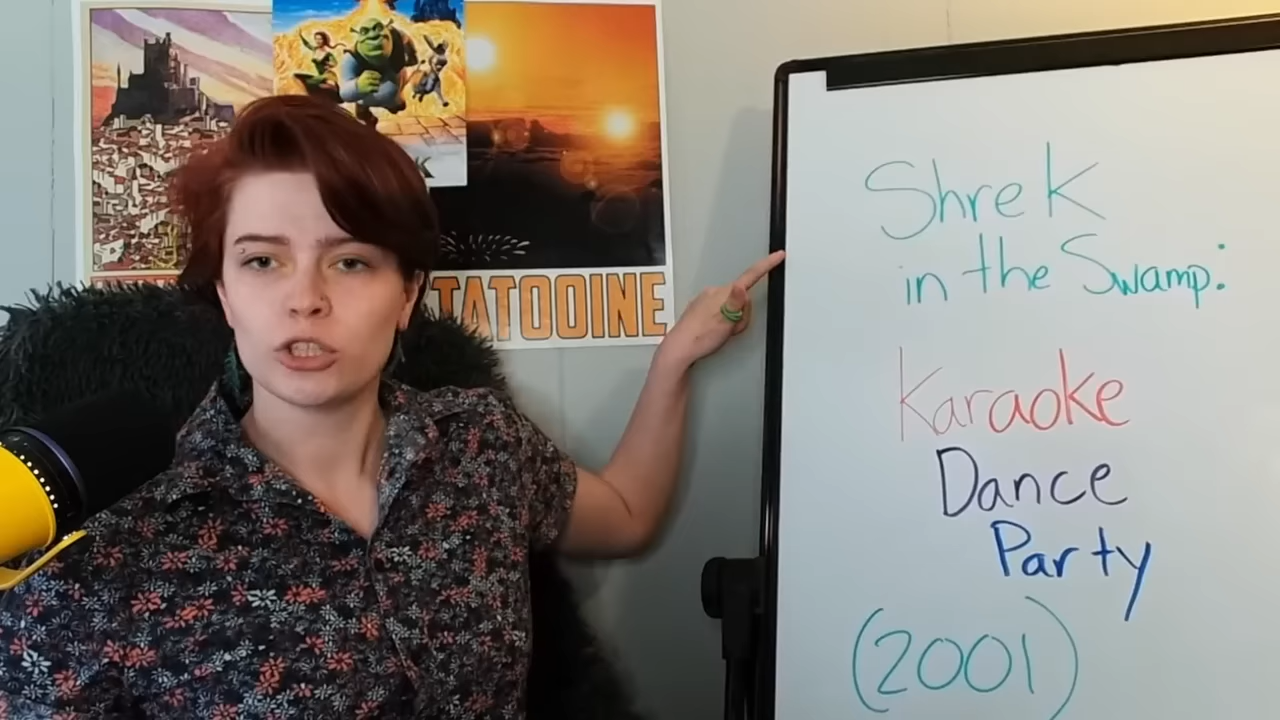 TATOOINE
Shrek
in the Swamp:
Karaoke
Dance
Party
(2001)